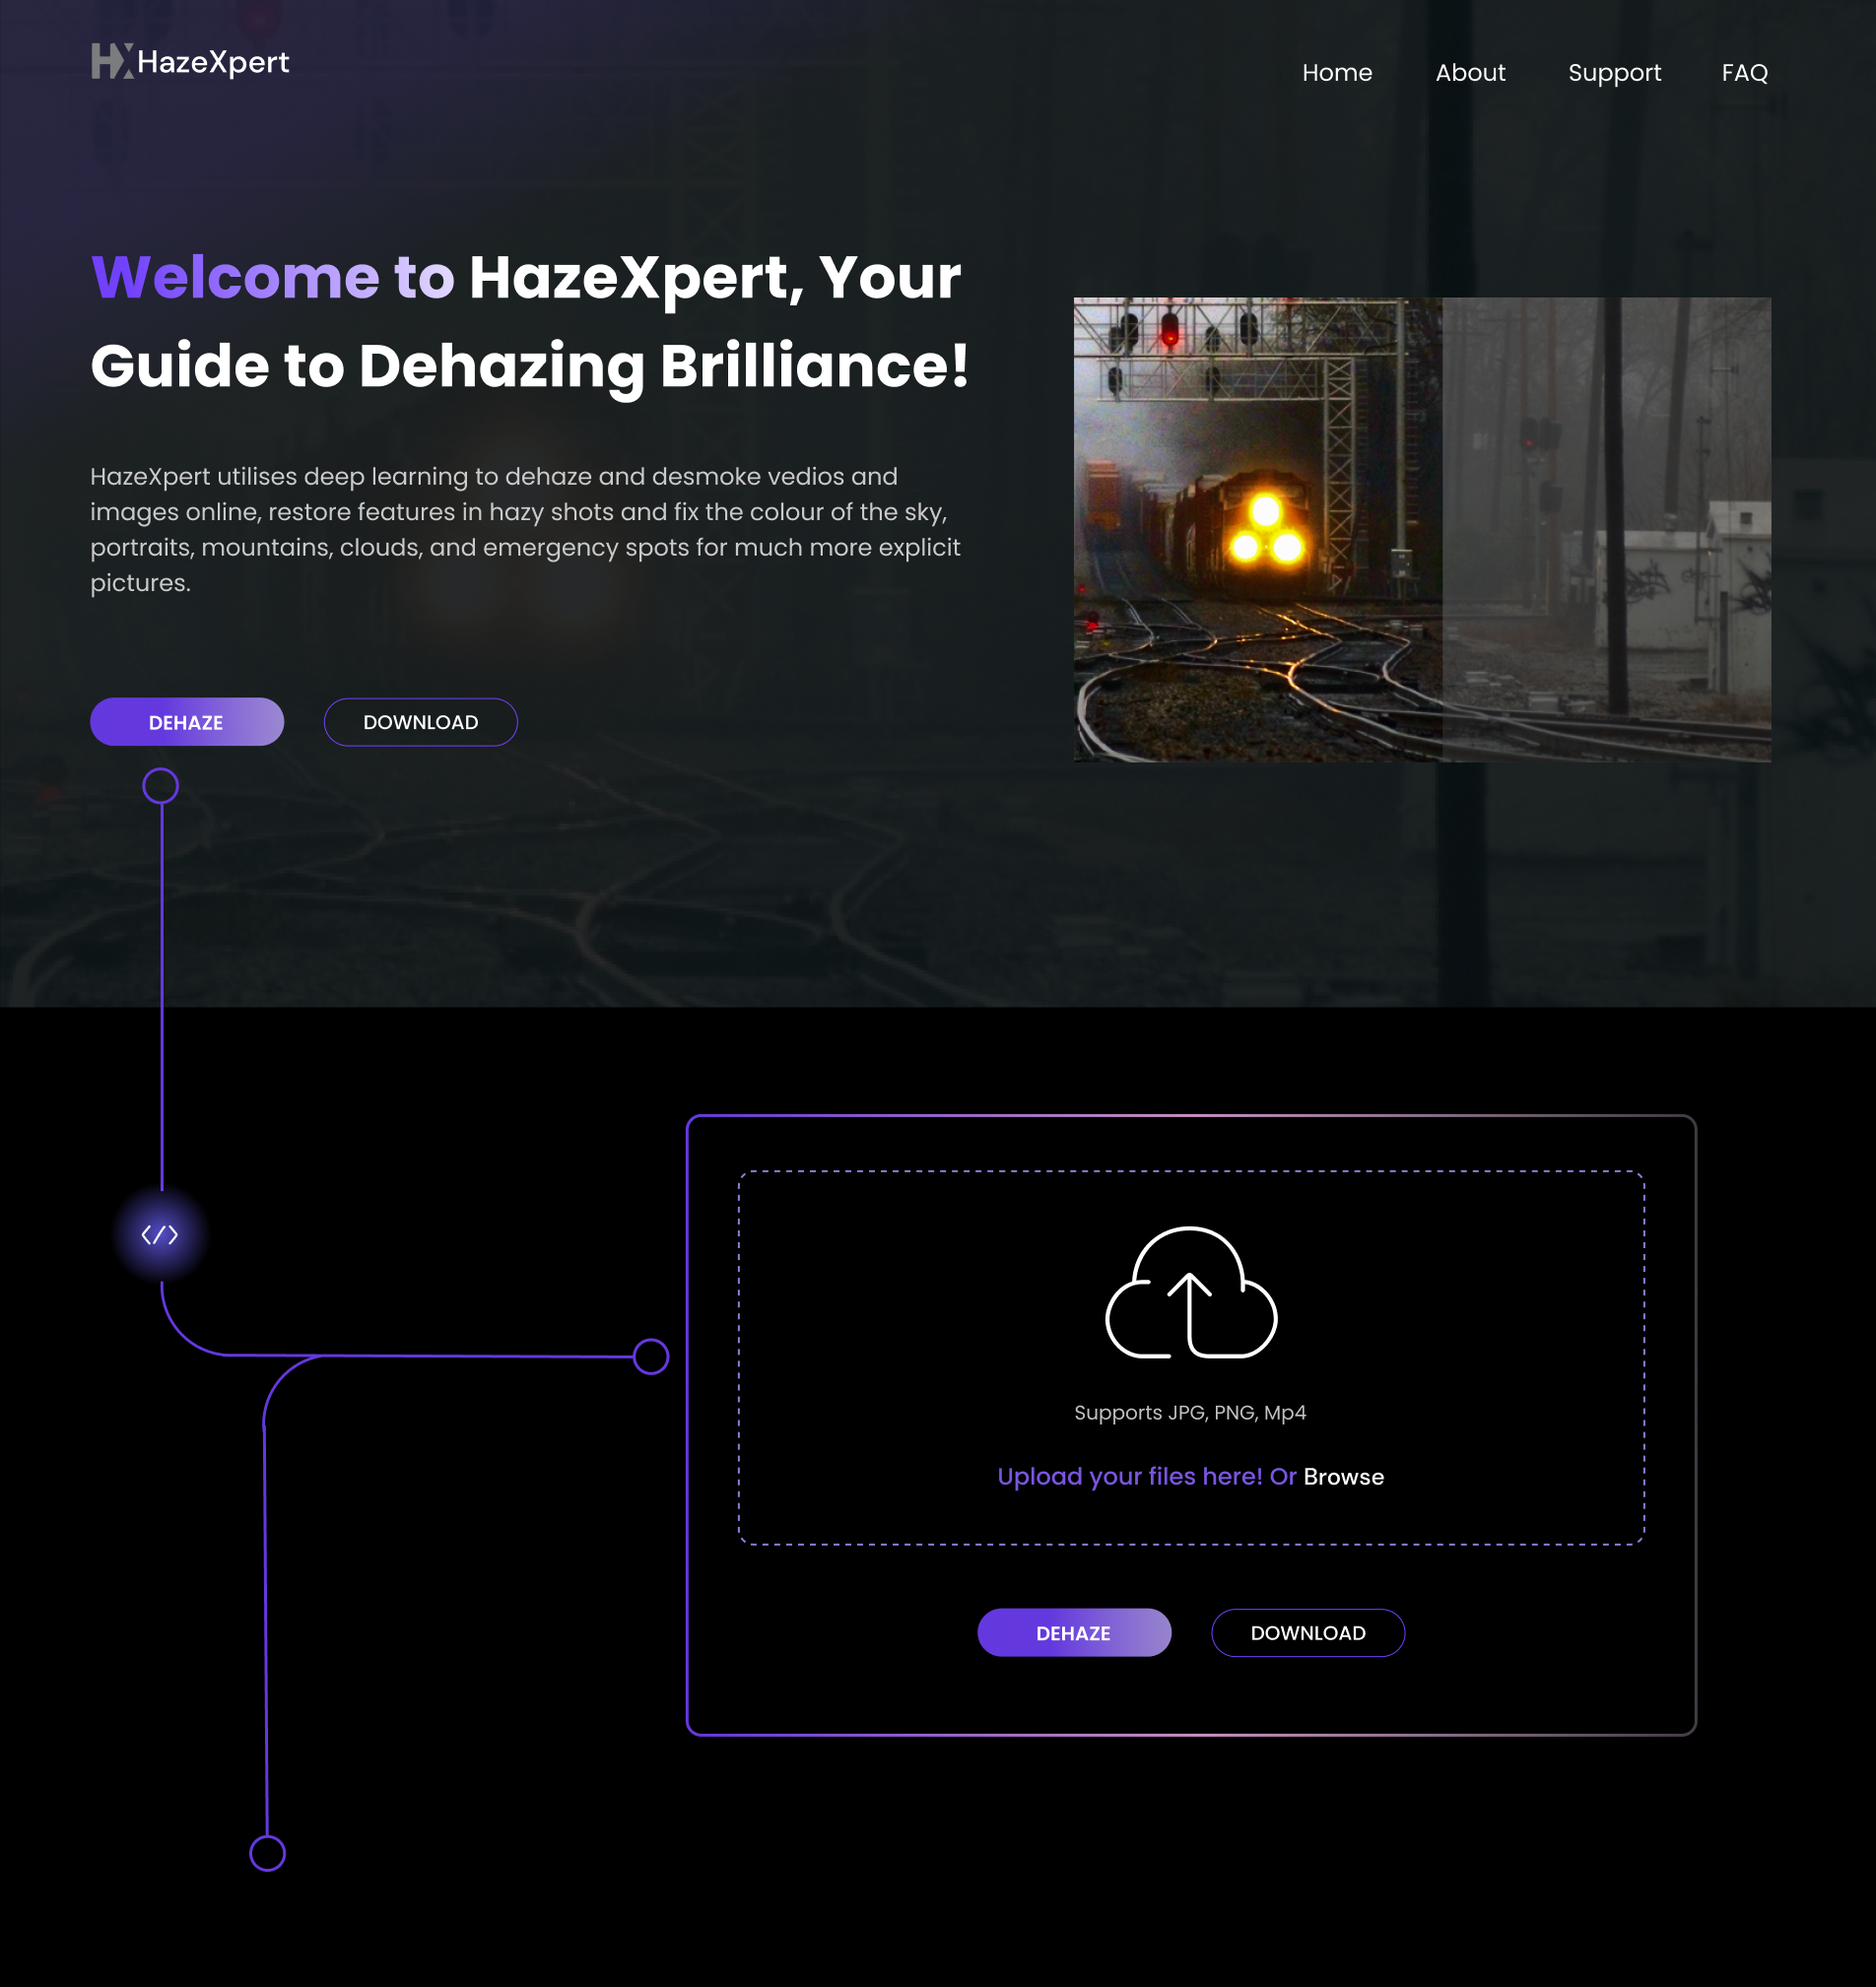 HazeXpert
Home About Support FAQ
Welcome to HazeXpert, Your
Guide to Dehazing Brilliance!
HazeXpert utilises deep learning to dehaze and desmoke vedios and
images online, restore features in hazy shots and fix the colour of the sky,
portraits, mountains, clouds, and emergency spots for much more explicit
pictures.
DEHAZE DOWNLOAD
</>
Supports JPG, PNG, Mp4
Upload your files here! Or Browse
DEHAZE DOWNLOAD